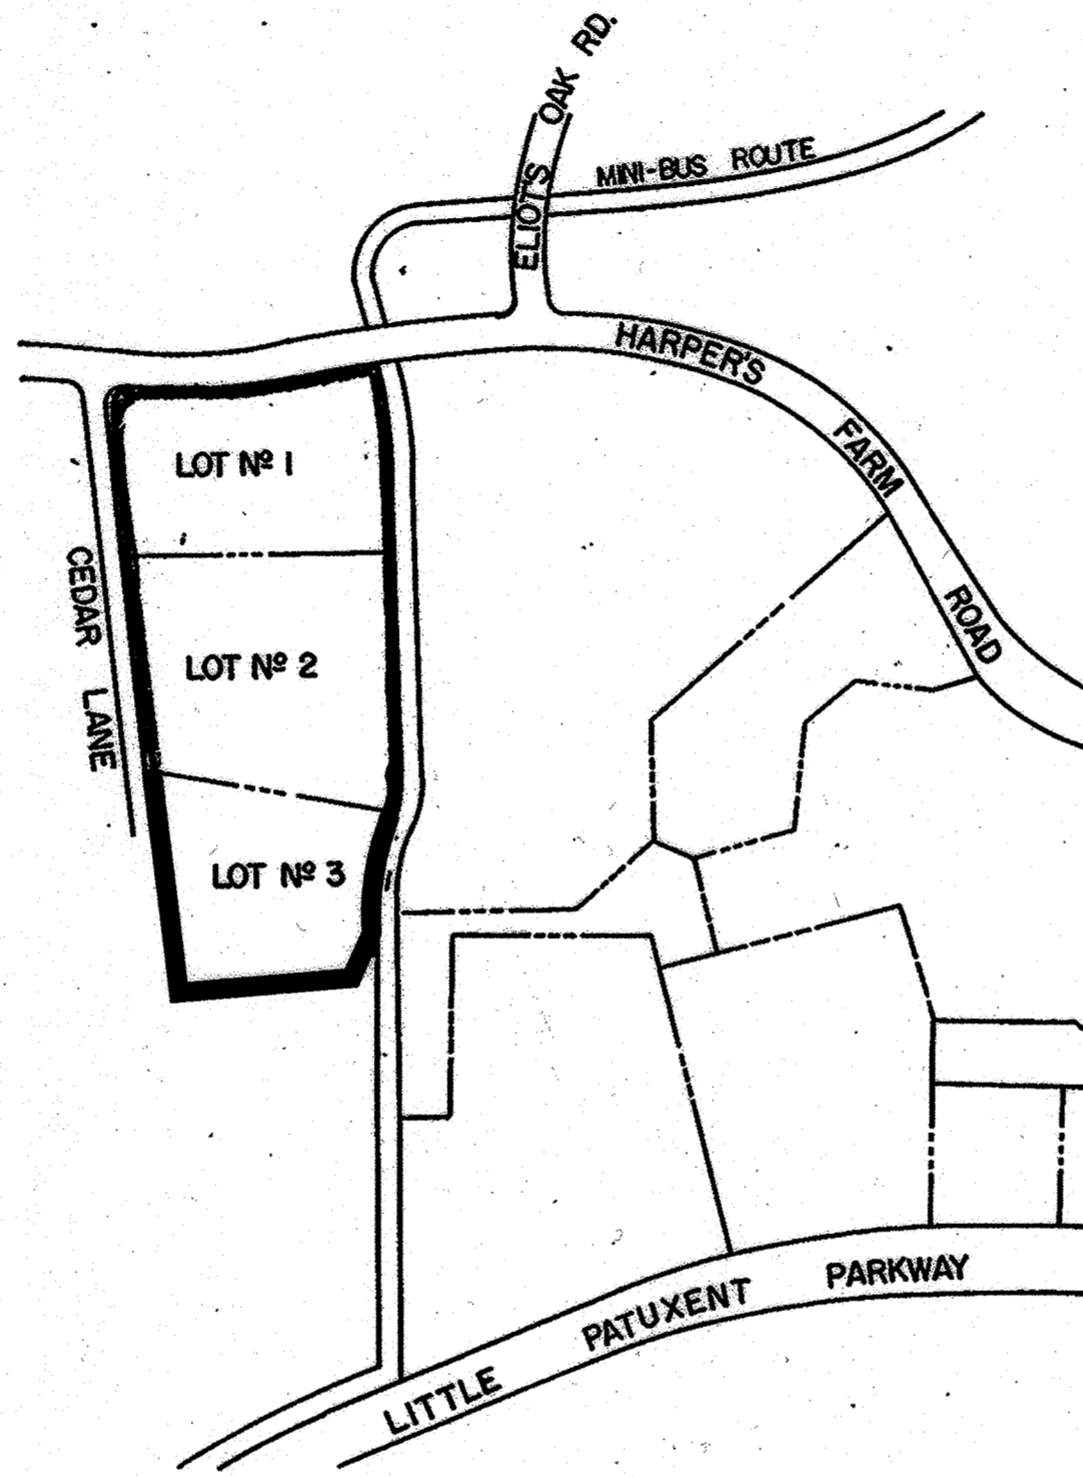 ELIOT'S OAK RD.
MINI-BUS ROUTE
HARPER'S FARM ROAD
LOT Nº 1
CEDAR LANE
LOT Nº 2
LOT Nº 3
LITTLE PATUXENT PARKWAY